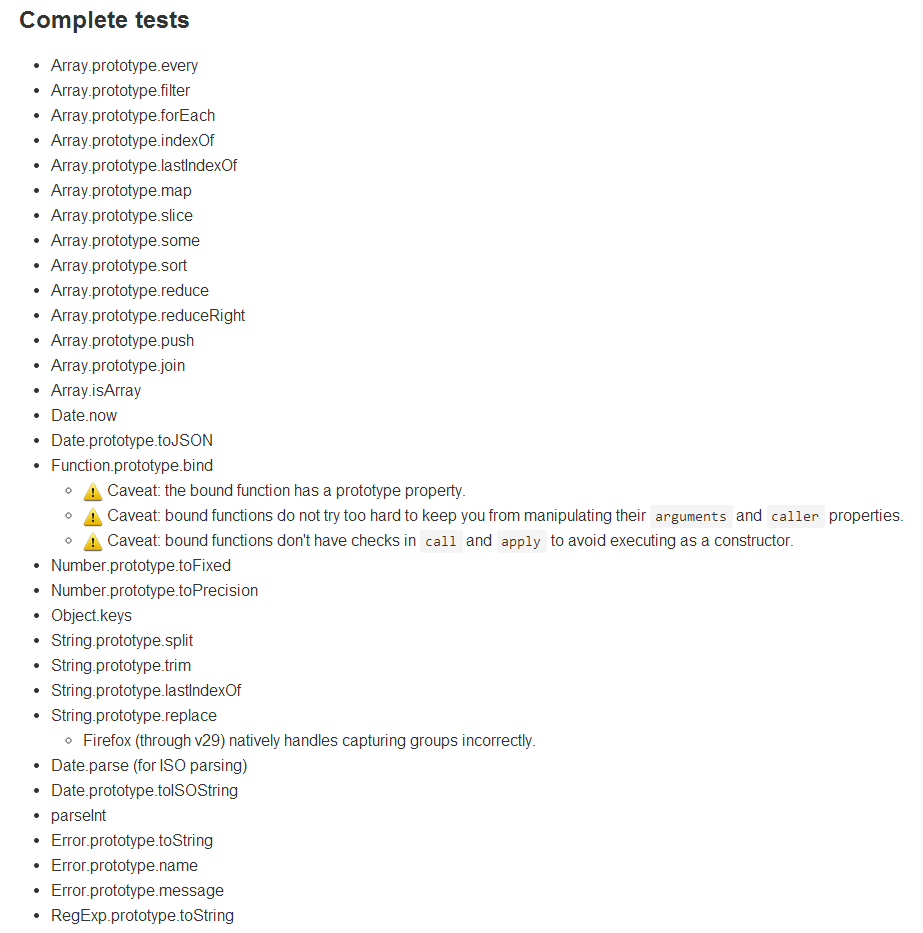 Complete tests
Array.prototype.every
Array.prototype.filter
Array.prototype.forEach
Array.prototype.indexOf
Array.prototype.lastIndexOf
Array.prototype.map
Array.prototype.slice
Array.prototype.some
Array.prototype.sort
Array.prototype.reduce
Array.prototype.reduceRight
Array.prototype.push
Array.prototype.join
Array.isArray
Date.now
Date.prototype.toJSON
Function.prototype.bind
Caveat: the bound function has a prototype property.
Caveat: bound functions do not try too hard to keep you from manipulating their arguments and caller properties.
Caveat: bound functions don't have checks in call and apply to avoid executing as a constructor.
Number.prototype.toFixed
Number.prototype.toPrecision
Object.keys
String.prototype.split
String.prototype.trim
String.prototype.lastIndexOf
String.prototype.replace
Firefox (through v29) natively handles capturing groups incorrectly.
Date.parse (for ISO parsing)
Date.prototype.toISOString
parseInt
Error.prototype.toString
Error.prototype.name
Error.prototype.message
RegExp.prototype.toString